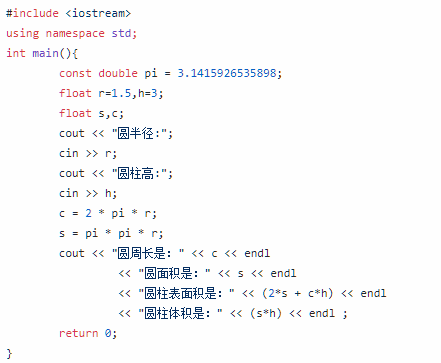 #include <iostream>
using namespace std;
int main(){
const double pi = 3.1415926535898;
float r=1.5,h=3;
float s,c;
cout << "圆半径:";
cin >> r;
cout << "圆柱高:";
cin >> h;
c = 2 * pi * r;
s = pi * pi * r;
cout << "圆周长是：" << c << endl
<< "圆面积是：" << s << endl
<< "圆柱表面积是：" << (2*s + c*h) << endl
<< "圆柱体积是：" << (s*h) << endl ;
return 0;
}